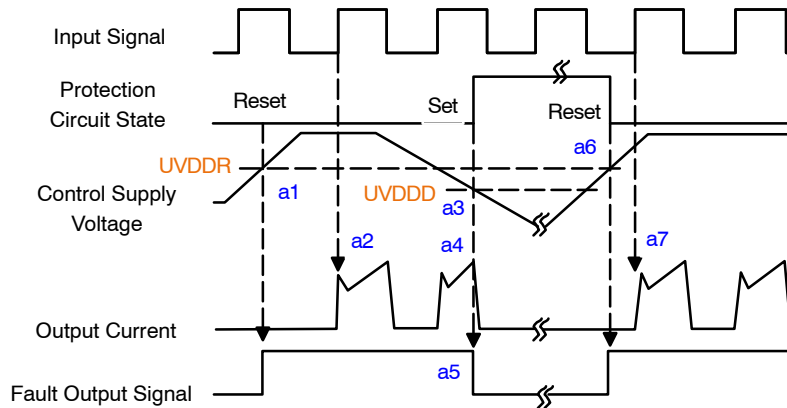 Input Signal
Protection
Circuit State
Reset
Set
Reset
UVDDR
a6
Control Supply
Voltage
a1
UVDDD
a3
a2
a4
a7
Output Current
a5
Fault Output Signal